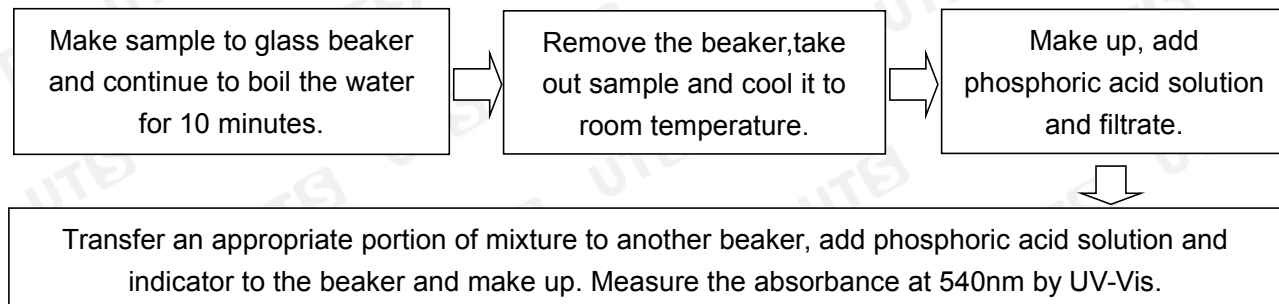 Make sample to glass beaker
and continue to boil the water
for 10 minutes.
Remove the beaker,take
out sample and cool it to
room temperature.
Make up, add
phosphoric acid solution
and filtrate.
Transfer an appropriate portion of mixture to another beaker, add phosphoric acid solution and
indicator to the beaker and make up. Measure the absorbance at 540nm by UV-Vis.